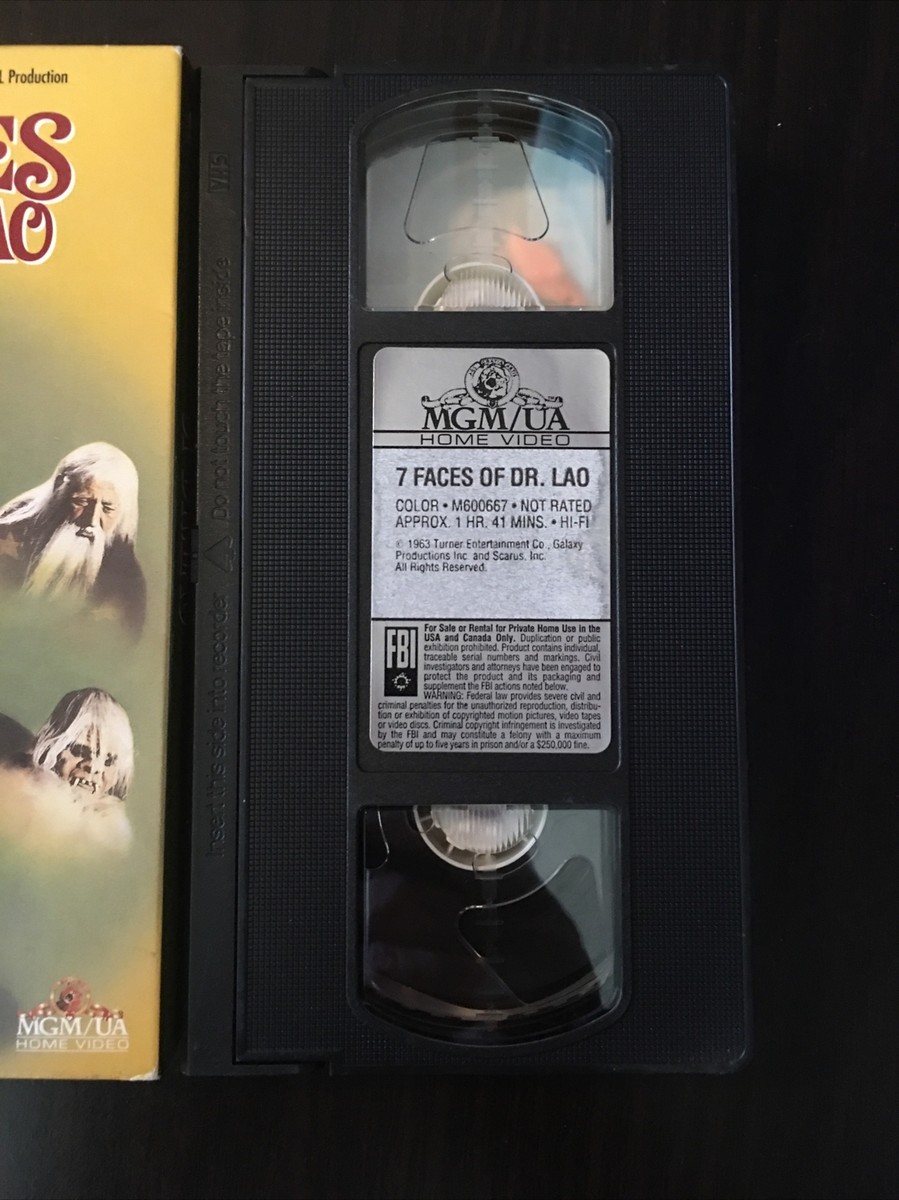 L Production
ES
AO
MGM/UA
HOME VIDEO
VHS
Insert this side into recorder △ Do not touch the tape inside
MGM/UA
HOME VIDEO
7 FACES OF DR. LAO
COLOR • M600667 • NOT RATED
APPROX. 1 HR. 41 MINS. • HI-FI
© 1963 Turner Entertainment Co., Galaxy
Productions Inc. and Scarus, Inc.
All Rights Reserved.
FBI
For Sale or Rental for Private Home Use in the
USA and Canada Only. Duplication or public
exhibition prohibited. Product contains individual,
traceable serial numbers and markings. Civil
investigators and attorneys have been engaged to
protect the product and its packaging and
supplement the FBI actions noted below.
WARNING: Federal law provides severe civil and
criminal penalties for the unauthorized reproduction, distribu-
tion or exhibition of copyrighted motion pictures, video tapes
or video discs. Criminal copyright infringement is investigated
by the FBI and may constitute a felony with a maximum
penalty of up to five years in prison and/or a $250,000 fine.